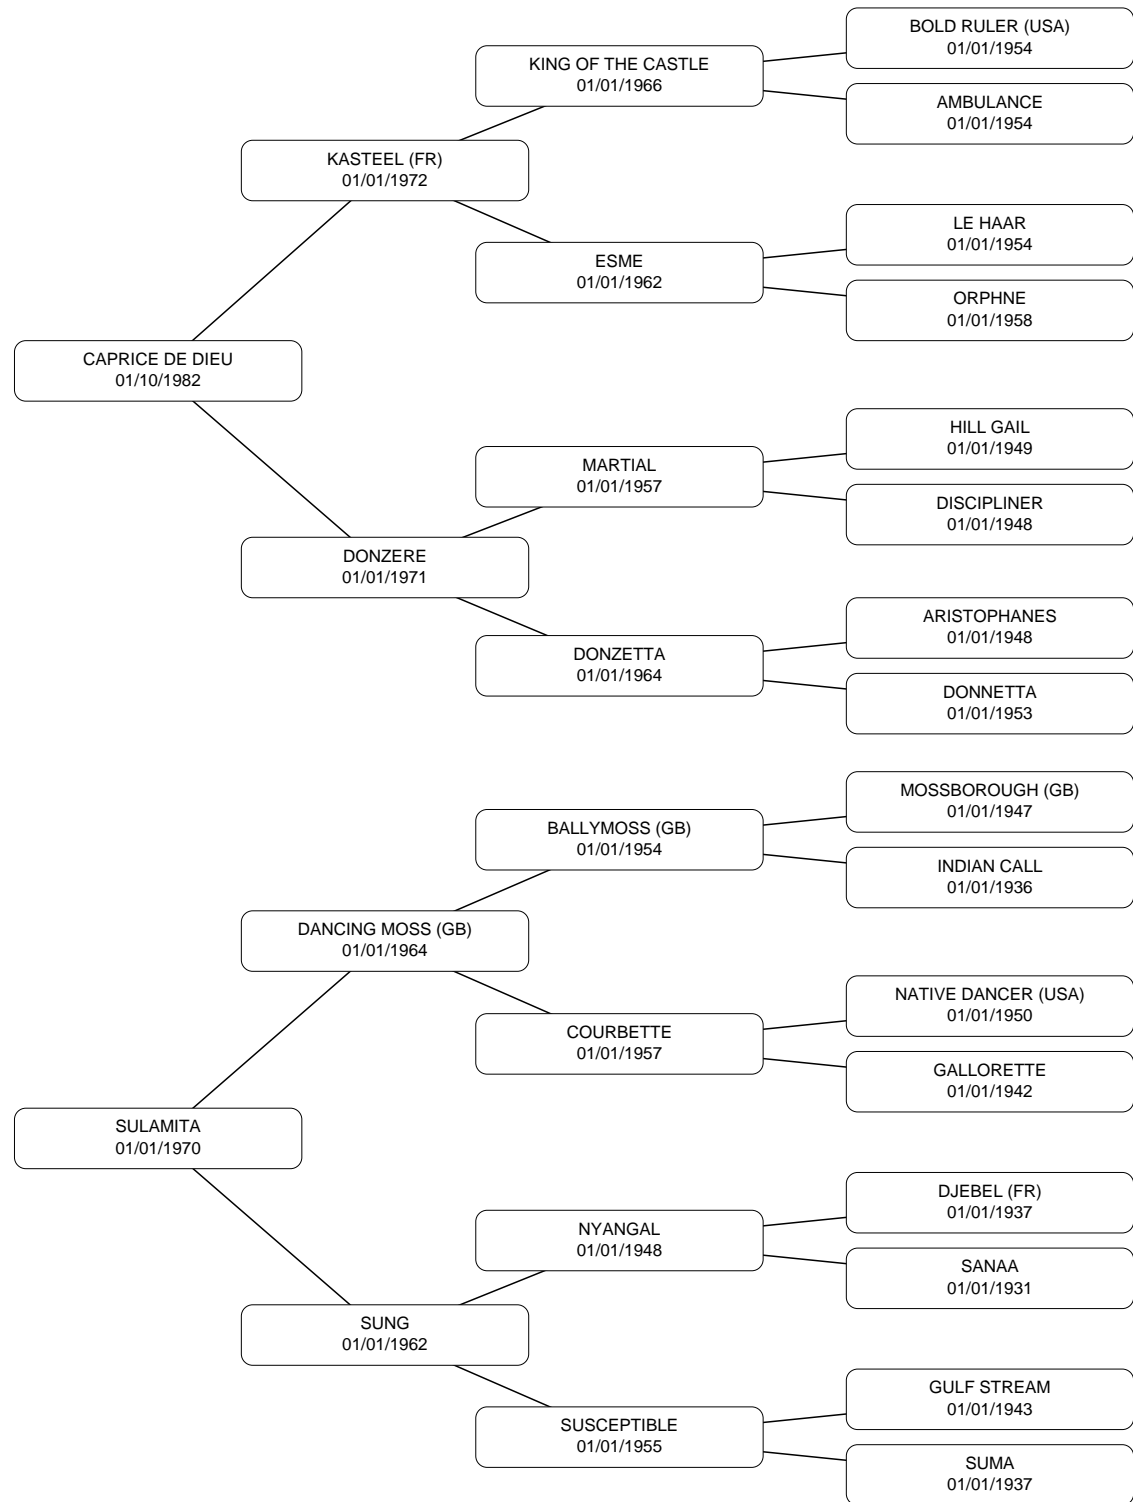 BOLD RULER (USA)
01/01/1954
KING OF THE CASTLE
01/01/1966
AMBULANCE
01/01/1954
KASTEEL (FR)
01/01/1972
LE HAAR
01/01/1954
ESME
01/01/1962
ORPHNE
01/01/1958
CAPRICE DE DIEU
01/10/1982
HILL GAIL
01/01/1949
MARTIAL
01/01/1957
DISCIPLINER
01/01/1948
DONZERE
01/01/1971
ARISTOPHANES
01/01/1948
DONZETTA
01/01/1964
DONNETTA
01/01/1953
MOSSBOROUGH (GB)
01/01/1947
BALLYMOSS (GB)
01/01/1954
INDIAN CALL
01/01/1936
DANCING MOSS (GB)
01/01/1964
NATIVE DANCER (USA)
01/01/1950
COURBETTE
01/01/1957
GALLORETTE
01/01/1942
SULAMITA
01/01/1970
DJEBEL (FR)
01/01/1937
NYANGAL
01/01/1948
SANAA
01/01/1931
SUNG
01/01/1962
GULF STREAM
01/01/1943
SUSCEPTIBLE
01/01/1955
SUMA
01/01/1937